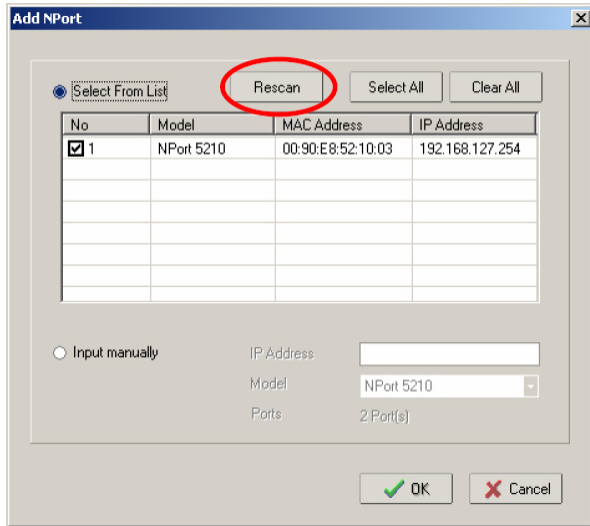 Add NPort
Select From List Rescan Select All Clear All
No Model MAC Address IP Address
1 NPort 5210 00:90:E8:52:10:03 192.168.127.254
Input manually IP Address
Model NPort 5210
Ports 2 Port(s)
OK Cancel